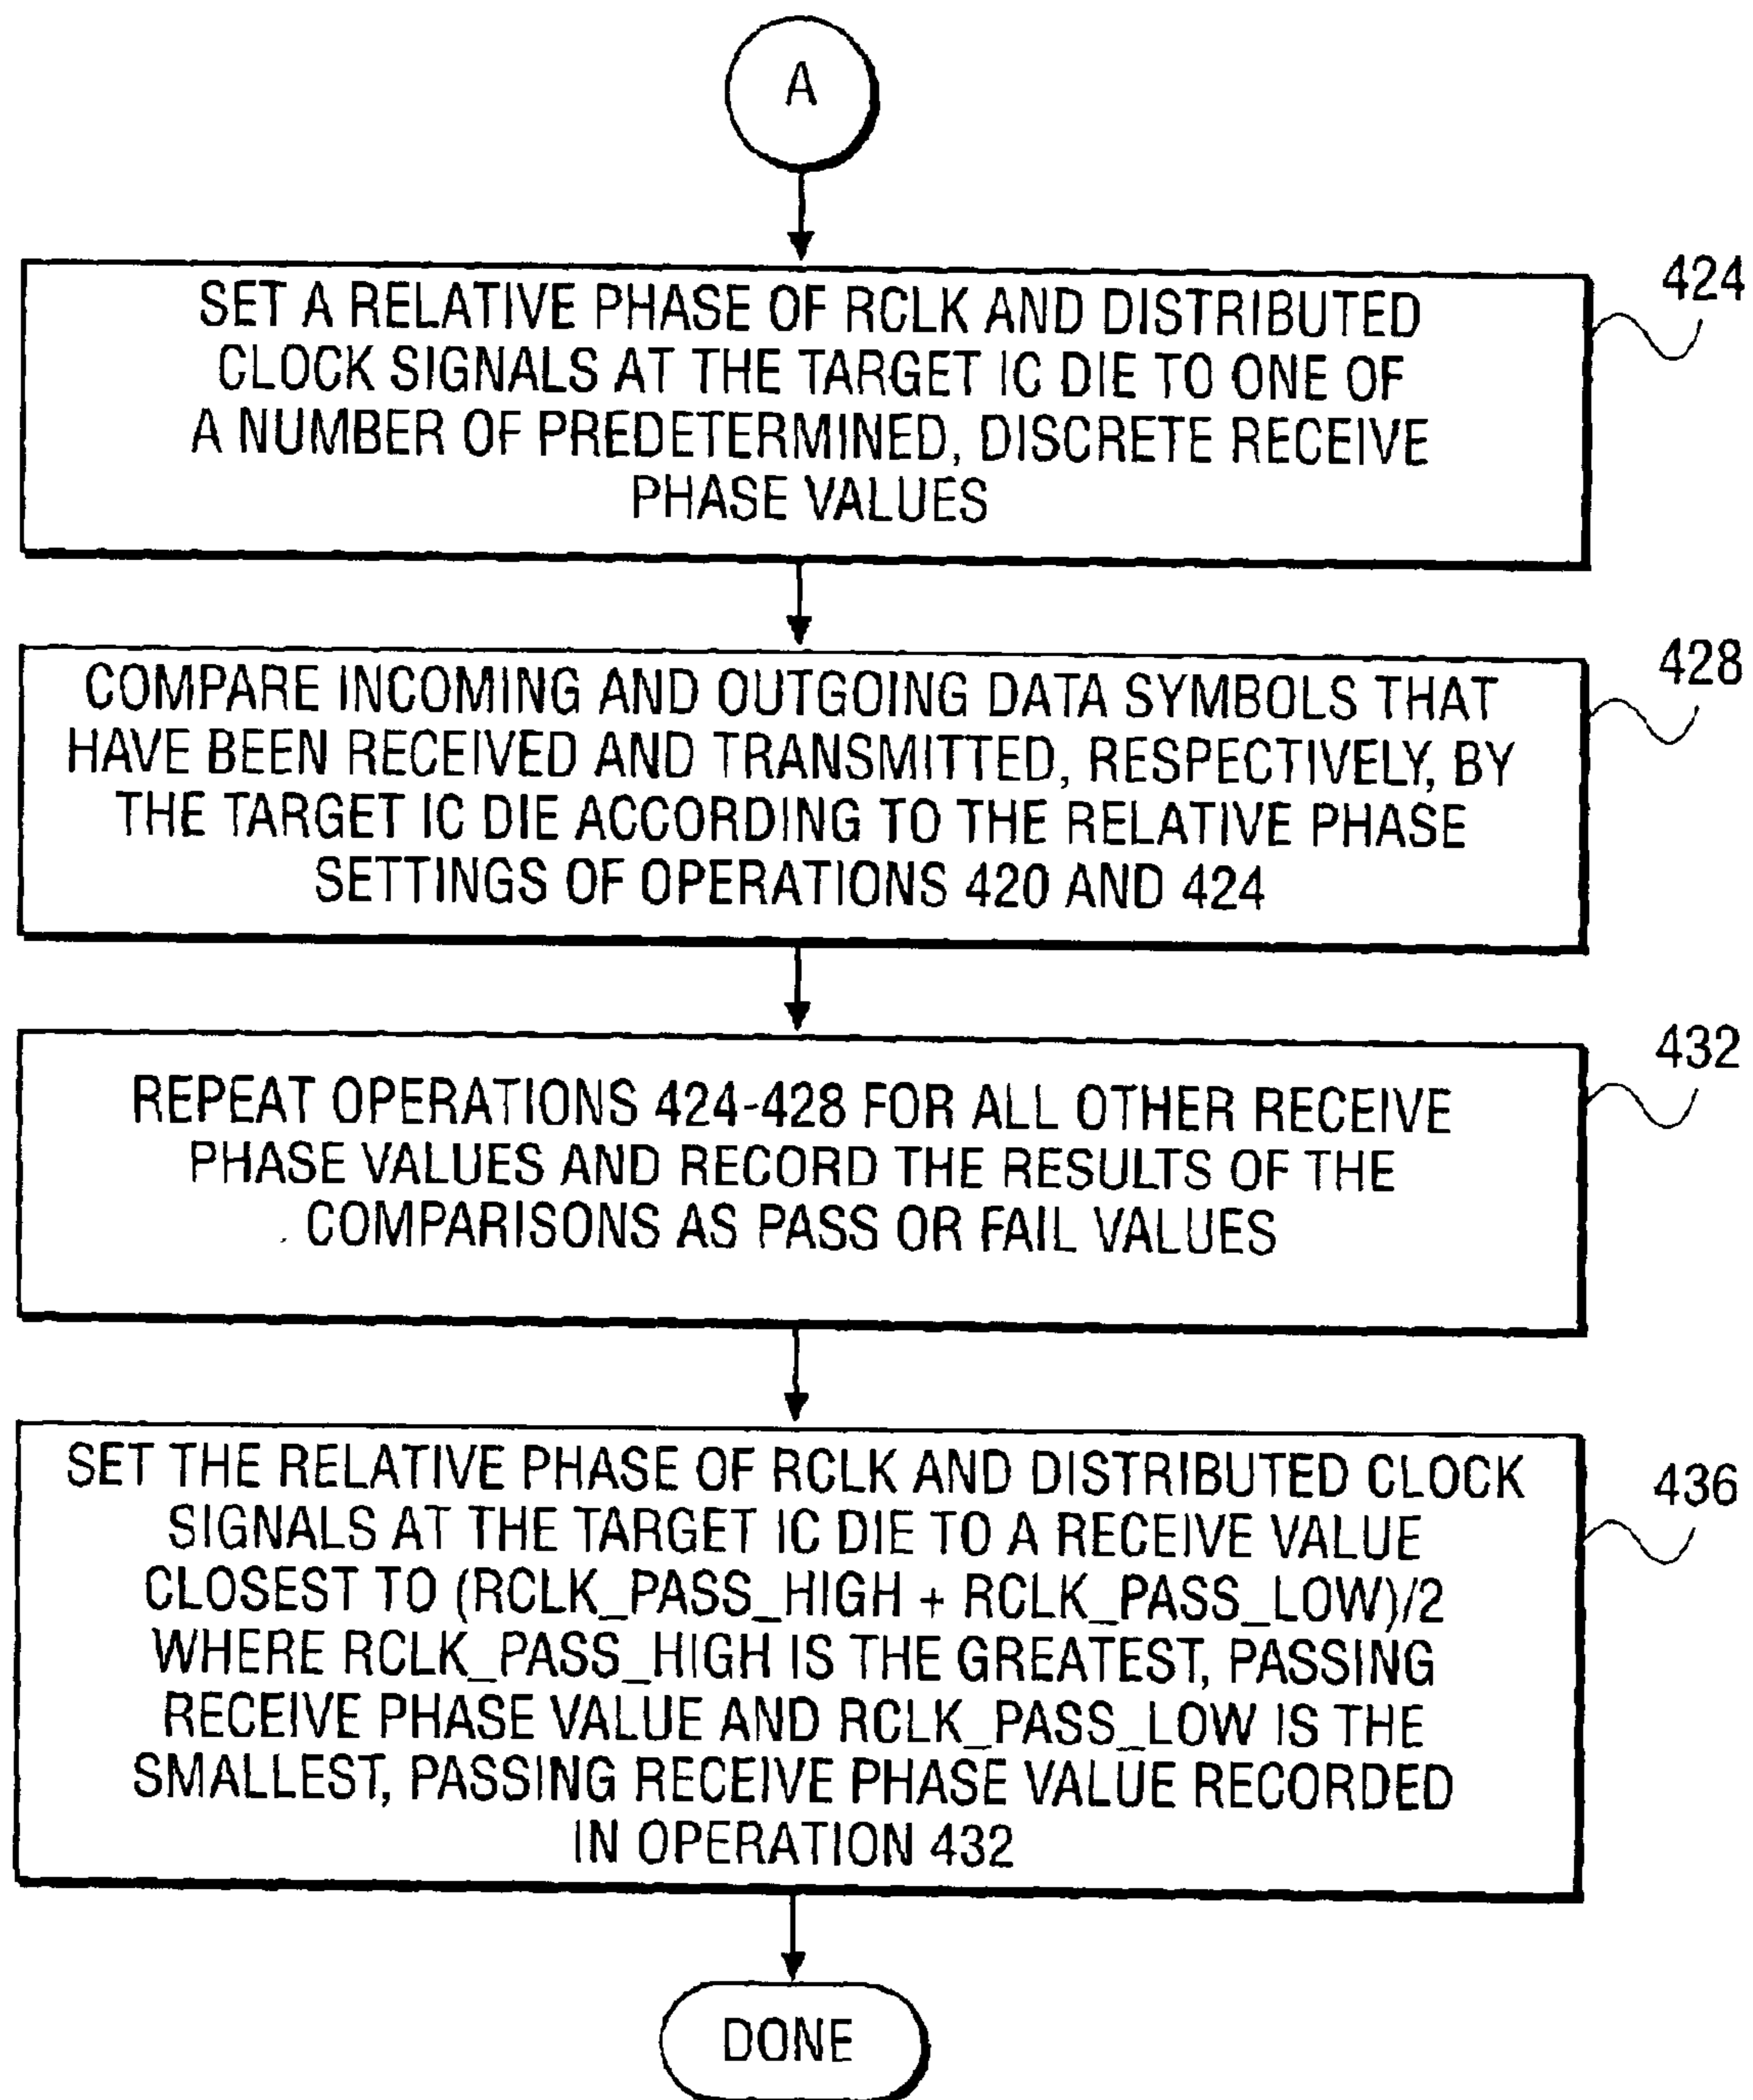 A
SET A RELATIVE PHASE OF RCLK AND DISTRIBUTED
CLOCK SIGNALS AT THE TARGET IC DIE TO ONE OF
A NUMBER OF PREDETERMINED, DISCRETE RECEIVE
PHASE VALUES
424
COMPARE INCOMING AND OUTGOING DATA SYMBOLS THAT
HAVE BEEN RECEIVED AND TRANSMITTED, RESPECTIVELY, BY
THE TARGET IC DIE ACCORDING TO THE RELATIVE PHASE
SETTINGS OF OPERATIONS 420 AND 424
428
REPEAT OPERATIONS 424-428 FOR ALL OTHER RECEIVE
PHASE VALUES AND RECORD THE RESULTS OF THE
COMPARISONS AS PASS OR FAIL VALUES
432
SET THE RELATIVE PHASE OF RCLK AND DISTRIBUTED CLOCK
SIGNALS AT THE TARGET IC DIE TO A RECEIVE VALUE
CLOSEST TO (RCLK_PASS_HIGH + RCLK_PASS_LOW)/2
WHERE RCLK_PASS_HIGH IS THE GREATEST, PASSING
RECEIVE PHASE VALUE AND RCLK_PASS_LOW IS THE
SMALLEST, PASSING RECEIVE PHASE VALUE RECORDED
IN OPERATION 432
436
DONE